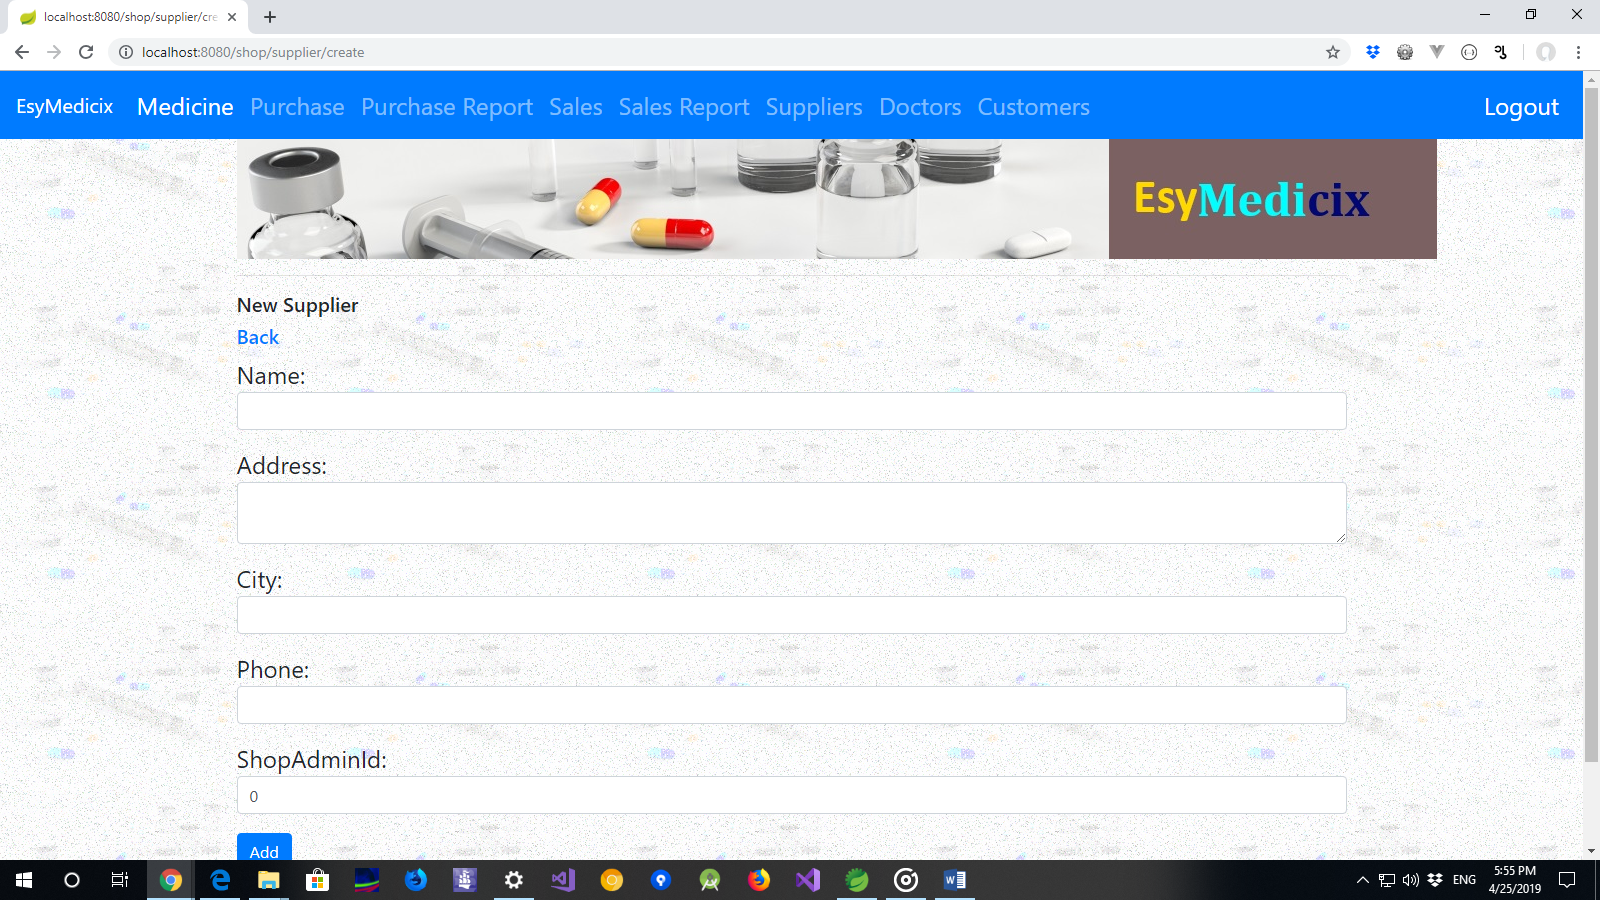 localhost:8080/shop/supplier/cre
localhost:8080/shop/supplier/create
EsyMedicix Medicine Purchase Purchase Report Sales Sales Report Suppliers Doctors Customers Logout
EsyMedicix
New Supplier
Back
Name:
Address:
City:
Phone:
ShopAdminId:
0
Add
ENG
5:55 PM
4/25/2019